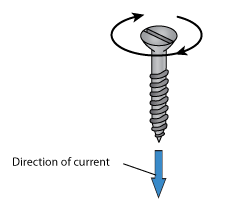 Direction of current